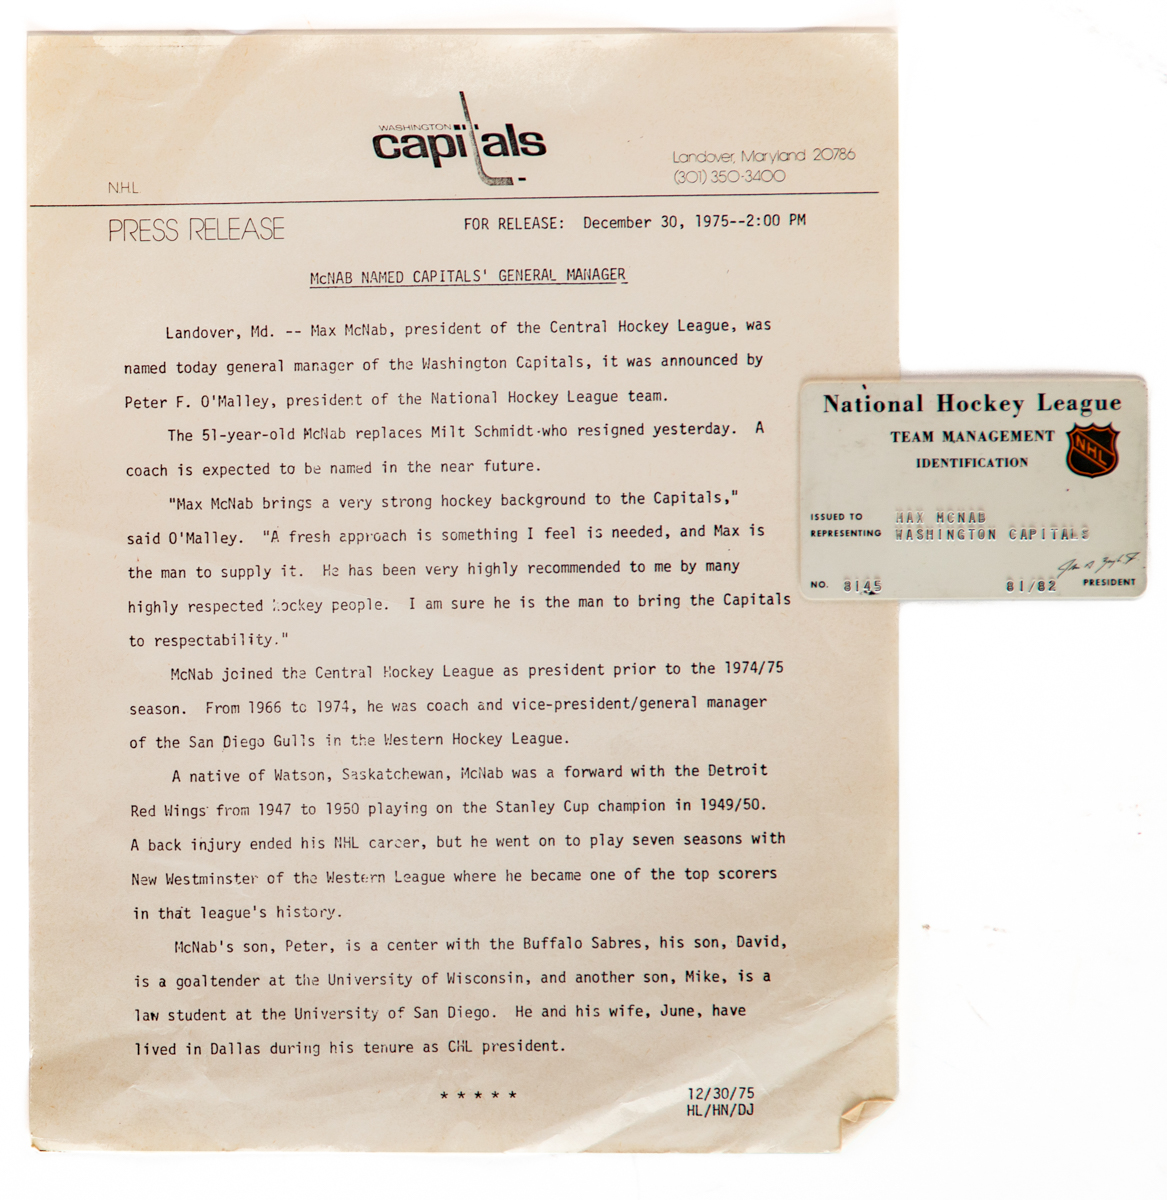 WASHINGTON
capitals
Landover, Maryland 20786
(301) 350-3400
N.H.L.
PRESS RELEASE
FOR RELEASE: December 30, 1975--2:00 PM
McNAB NAMED CAPITALS' GENERAL MANAGER
Landover, Md. -- Max McNab, president of the Central Hockey League, was
named today general manager of the Washington Capitals, it was announced by
Peter F. O'Malley, president of the National Hockey League team.
The 51-year-old McNab replaces Milt Schmidt who resigned yesterday. A
coach is expected to be named in the near future.
"Max McNab brings a very strong hockey background to the Capitals,"
said O'Malley. "A fresh approach is something I feel is needed, and Max is
the man to supply it. He has been very highly recommended to me by many
highly respected hockey people. I am sure he is the man to bring the Capitals
to respectability."
McNab joined the Central Hockey League as president prior to the 1974/75
season. From 1966 to 1974, he was coach and vice-president/general manager
of the San Diego Gulls in the Western Hockey League.
A native of Watson, Saskatchewan, McNab was a forward with the Detroit
Red Wings from 1947 to 1950 playing on the Stanley Cup champion in 1949/50.
A back injury ended his NHL career, but he went on to play seven seasons with
New Westminster of the Western League where he became one of the top scorers
in that league's history.
McNab's son, Peter, is a center with the Buffalo Sabres, his son, David,
is a goaltender at the University of Wisconsin, and another son, Mike, is a
law student at the University of San Diego. He and his wife, June, have
lived in Dallas during his tenure as CHL president.
* * * * *
12/30/75
HL/HN/DJ
National Hockey League
TEAM MANAGEMENT
IDENTIFICATION
NHL
ISSUED TO MAX MCNAB
REPRESENTING WASHINGTON CAPITALS
NO. 8145 81/82 PRESIDENT